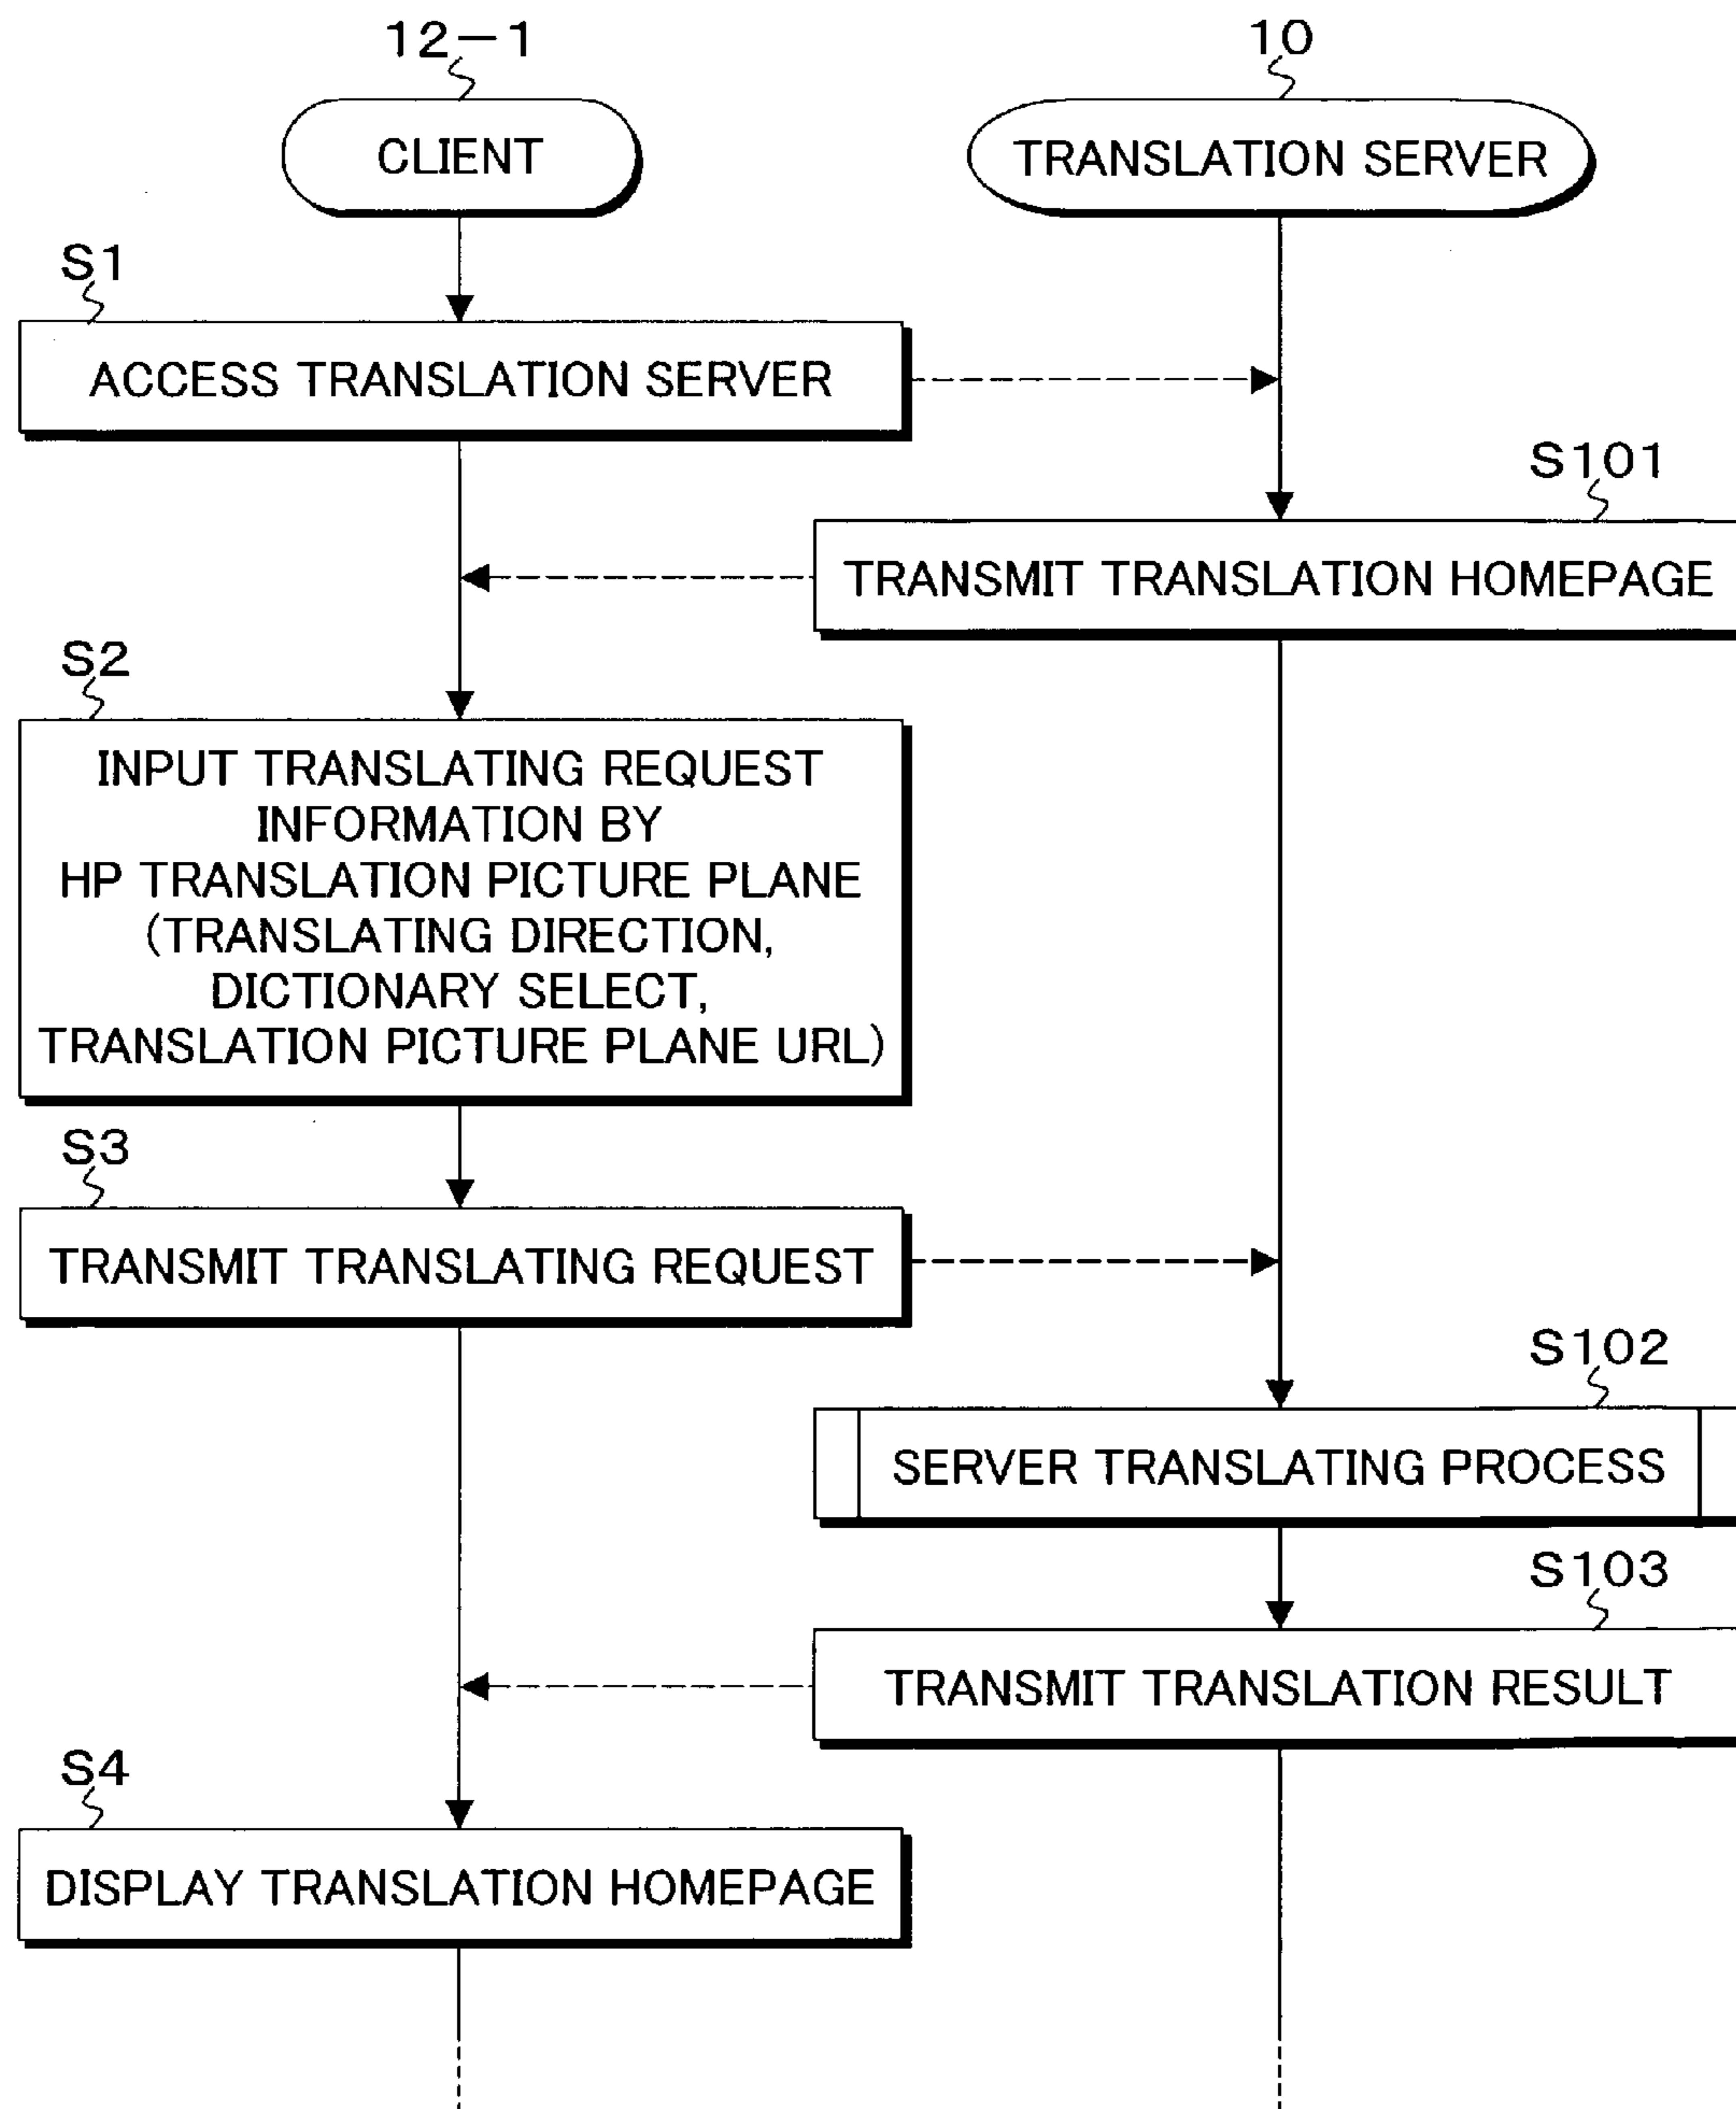 12-1
10
CLIENT
TRANSLATION SERVER
S1
ACCESS TRANSLATION SERVER
S101
TRANSMIT TRANSLATION HOMEPAGE
S2
INPUT TRANSLATING REQUEST
INFORMATION BY
HP TRANSLATION PICTURE PLANE
(TRANSLATING DIRECTION,
DICTIONARY SELECT,
TRANSLATION PICTURE PLANE URL)
S3
TRANSMIT TRANSLATING REQUEST
S102
SERVER TRANSLATING PROCESS
S103
TRANSMIT TRANSLATION RESULT
S4
DISPLAY TRANSLATION HOMEPAGE